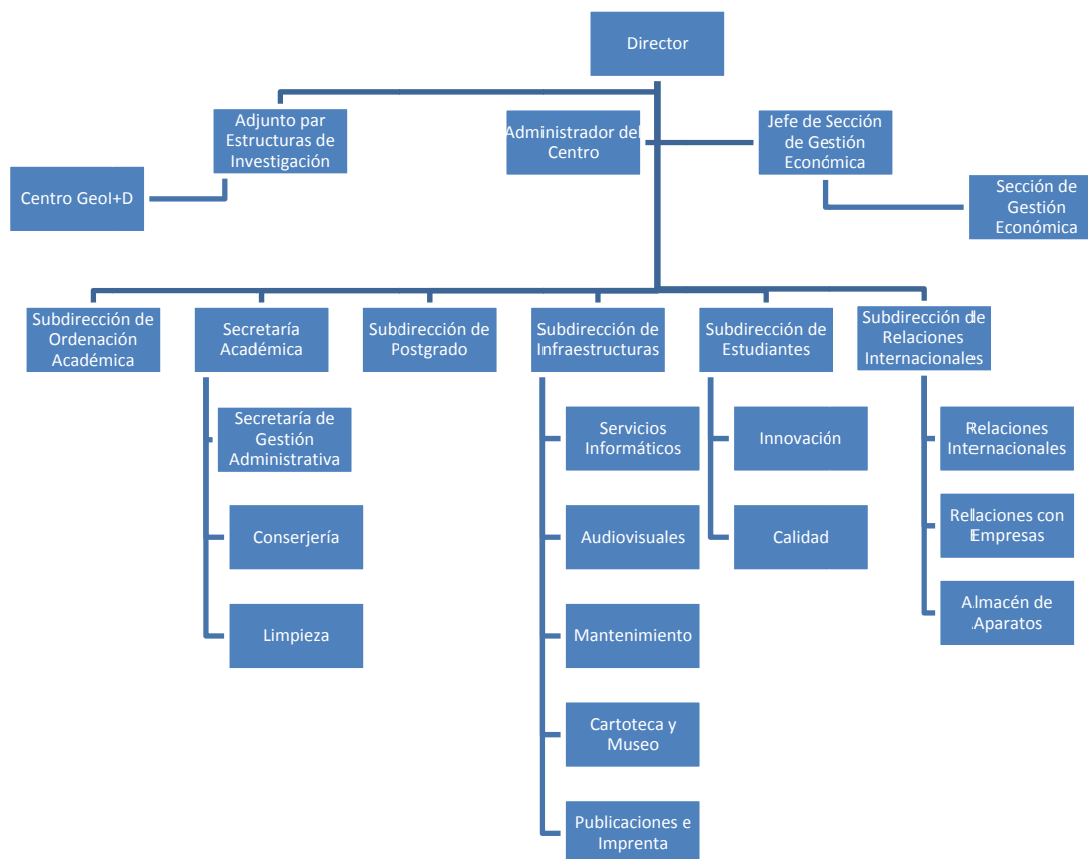 Director
Adjunto par
Estructuras de
Investigación
Administrador del
Centro
Jefe de Sección
de Gestión
Económica
Centro GeoI+D
Sección de
Gestión
Económica
Subdirección de
Ordenación
Académica
Secretaría
Académica
Subdirección de
Postgrado
Subdirección de
Infraestructuras
Subdirección de
Estudiantes
Subdirección de
Relaciones
Internacionales
Secretaría de
Gestión
Administrativa
Conserjería
Limpieza
Servicios
Informáticos
Audiovisuales
Mantenimiento
Cartoteca y
Museo
Publicaciones e
Imprenta
Innovación
Calidad
Relaciones
Internacionales
Relaciones con
Empresas
Almacén de
Aparatos